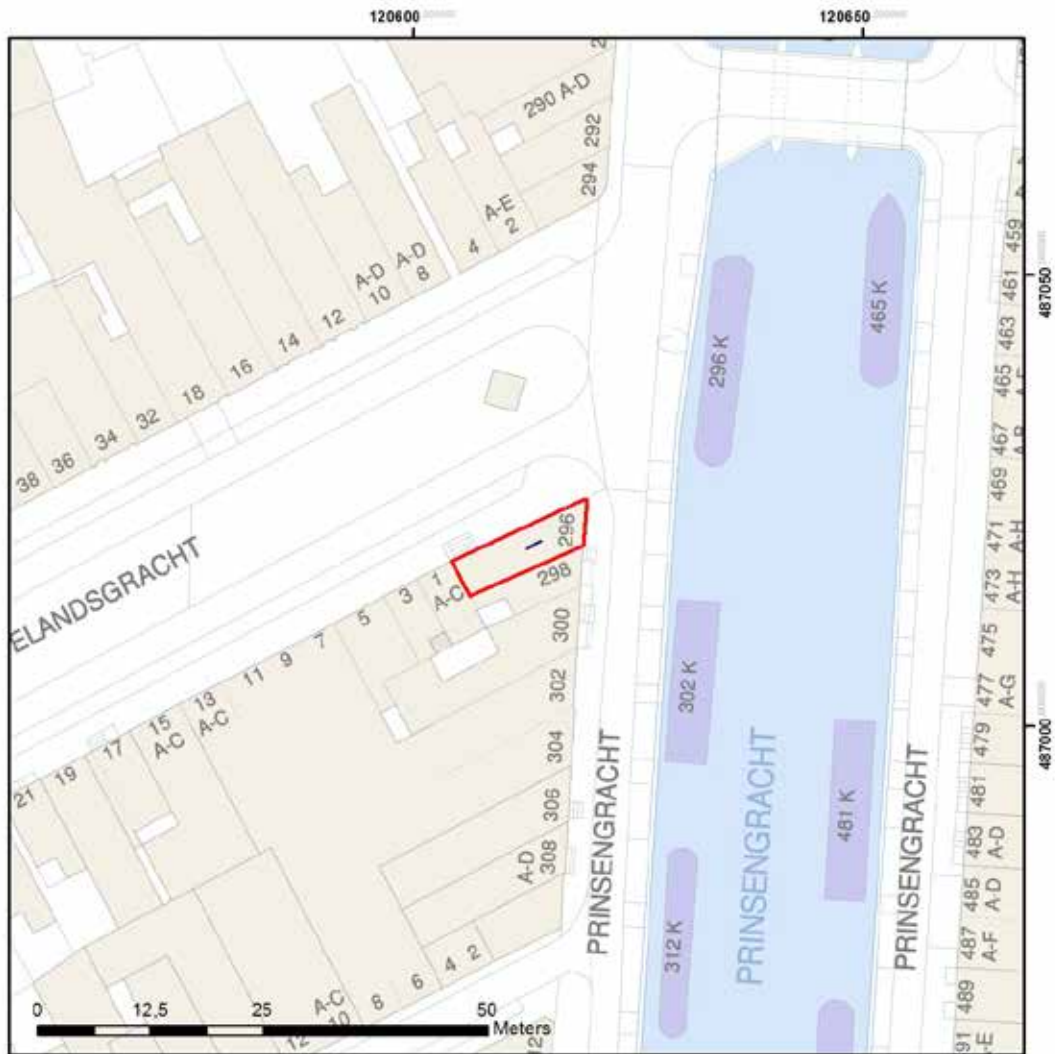 120600
120650
487050
487000
290 A-D
292
294
A-E
2
4
A-D
8
A-D
10
12
14
16
18
32
34
36
38
459
461
463
465
467
469
471
A-H
473
A-H
475
477
A-G
479
481
483
A-D
485
A-D
487
A-F
489
465 K
296 K
302 K
481 K
312 K
ELANDSGRACHT
296
298
300
302
304
306
A-D
308
1
A-C
3
5
7
9
11
13
A-C
15
A-C
17
19
21
PRINSENGRACHT
PRINSENGRACHT
PRINSENGRACHT
2
4
6
8
A-C
10
12
0
12,5
25
50
Meters